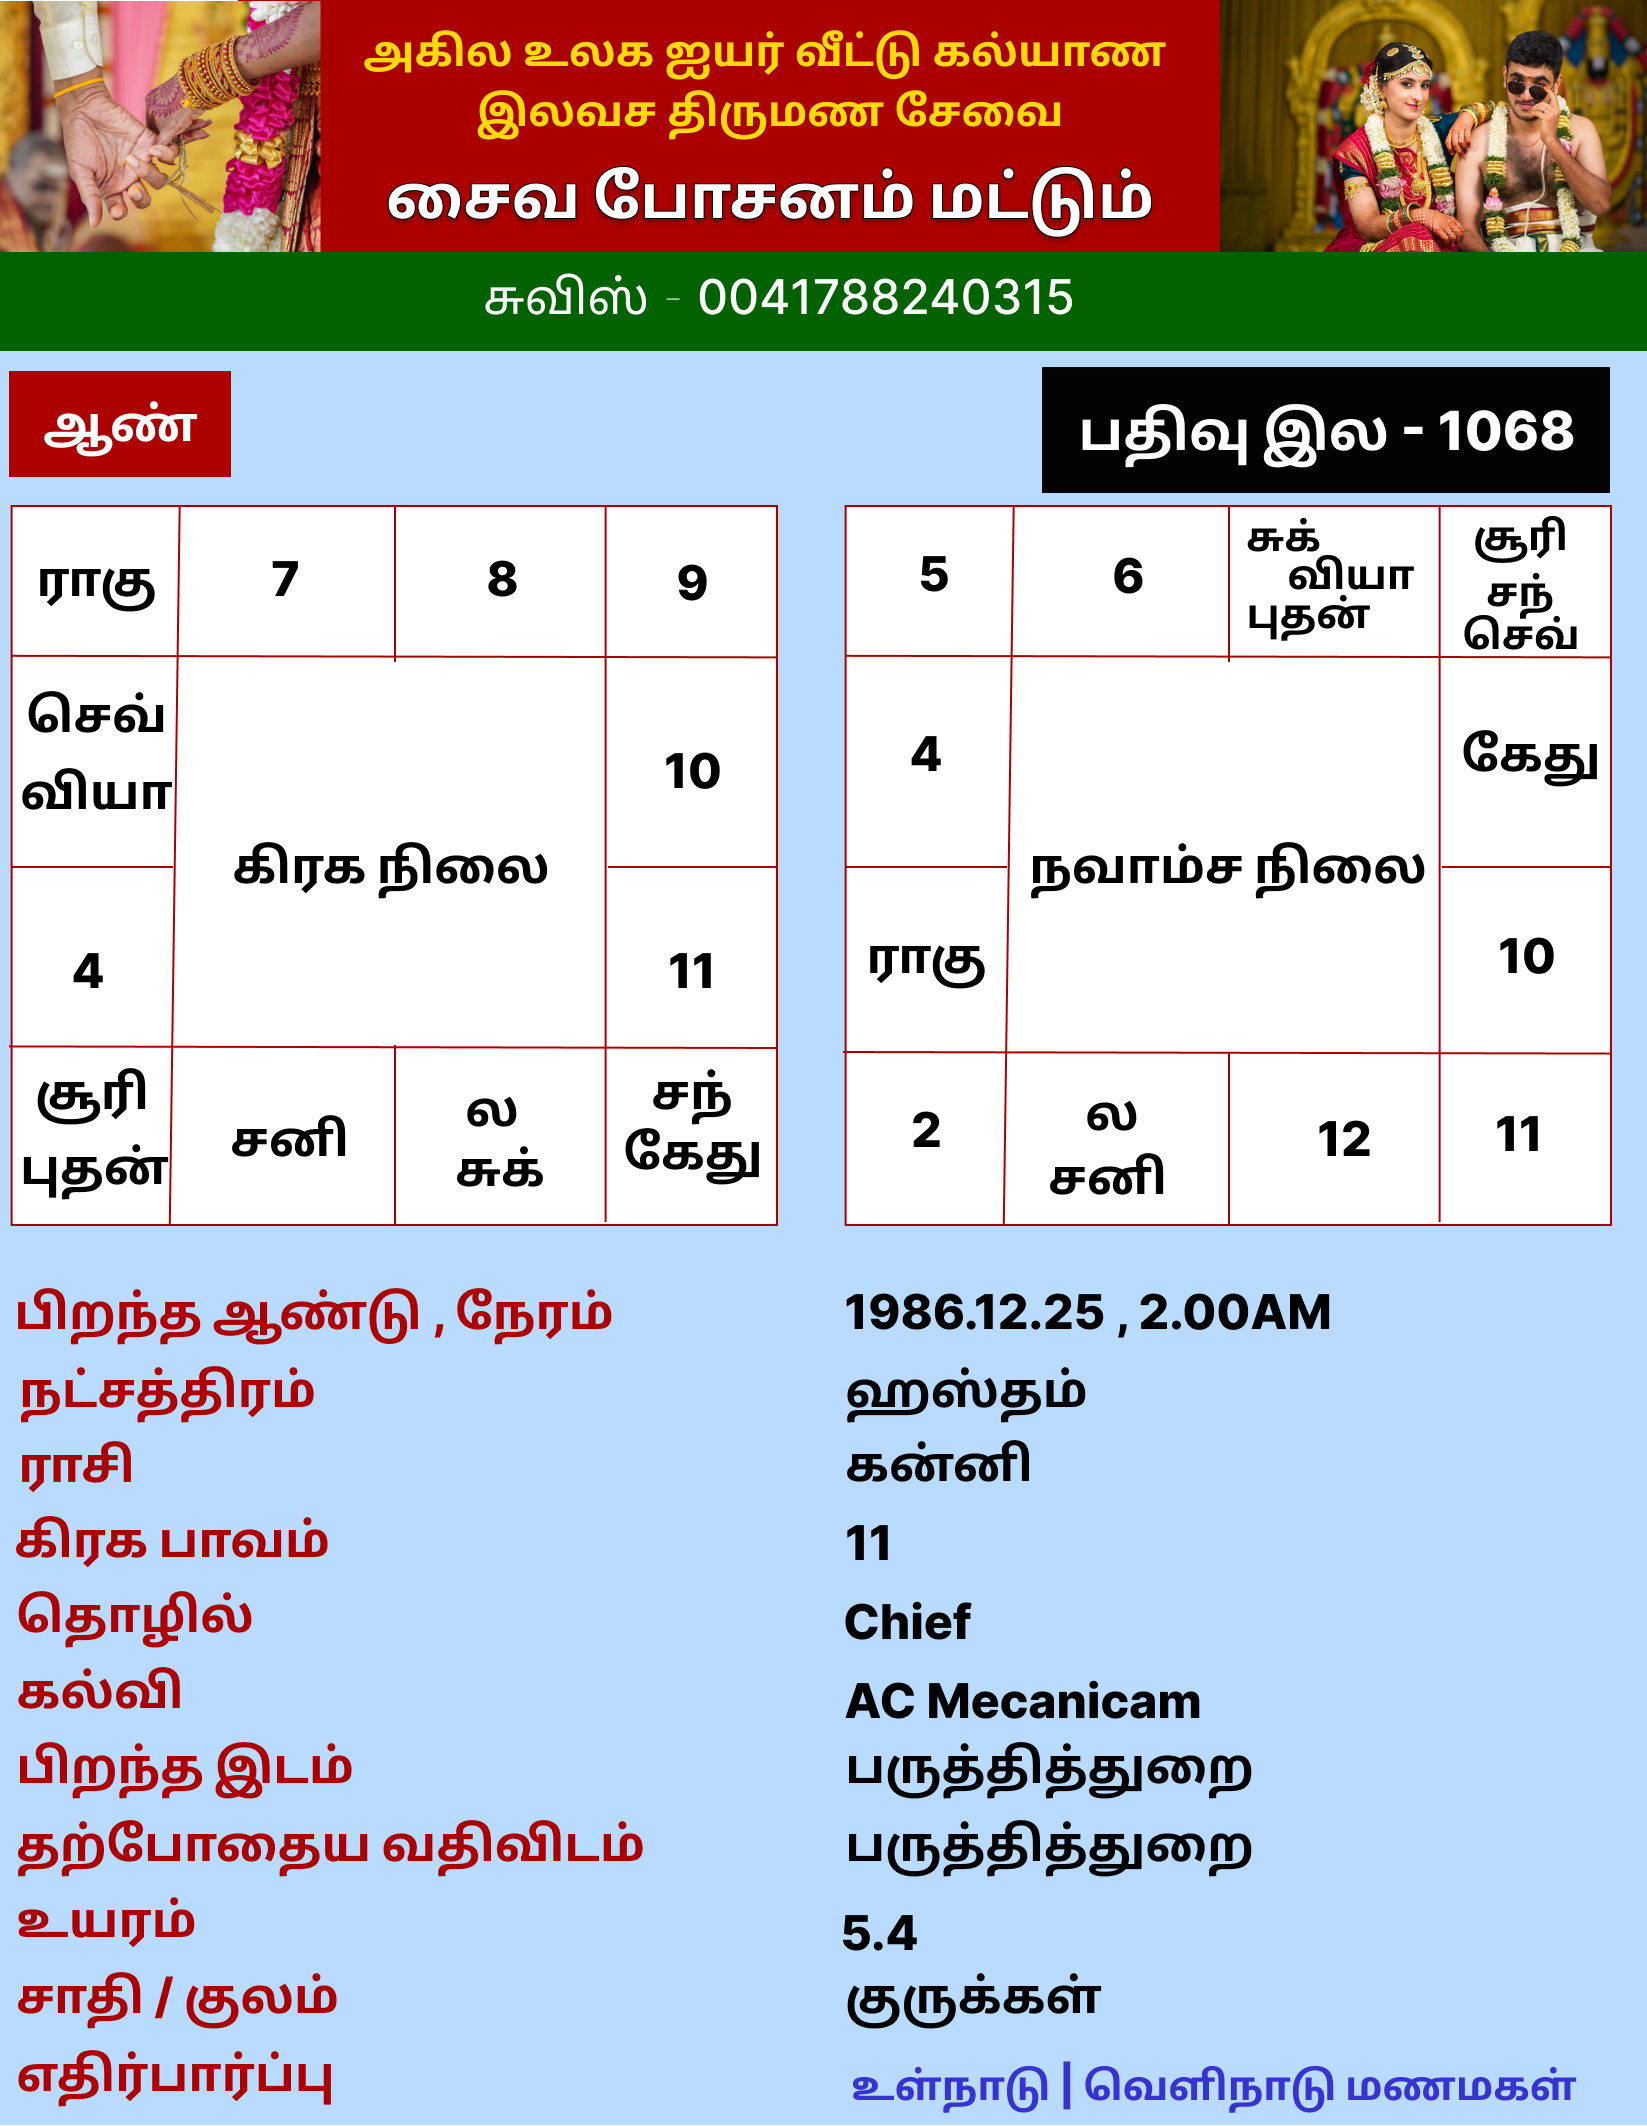 அகில உலக ஐயர் வீட்டு கல்யாண
இலவச திருமண சேவை
சைவ போசனம் மட்டும்
சுவிஸ் - 0041788240315
ஆண்
பதிவு இல - 1068
ராகு
7
8
9
செவ்
வியா
கிரக நிலை
10
4
11
சூரி
புதன்
சனி
ல
சுக்
சந்
கேது
5
6
சுக்
வியா
புதன்
சூரி
சந்
செவ்
4
நவாம்ச நிலை
கேது
ராகு
10
2
ல
சனி
12
11
பிறந்த ஆண்டு , நேரம் 1986.12.25 , 2.00AM
நட்சத்திரம் ஹஸ்தம்
ராசி கன்னி
கிரக பாவம் 11
தொழில் Chief
கல்வி AC Mecanicam
பிறந்த இடம் பருத்தித்துறை
தற்போதைய வதிவிடம் பருத்தித்துறை
உயரம் 5.4
சாதி / குலம் குருக்கள்
எதிர்பார்ப்பு உள்நாடு | வெளிநாடு மணமகள்